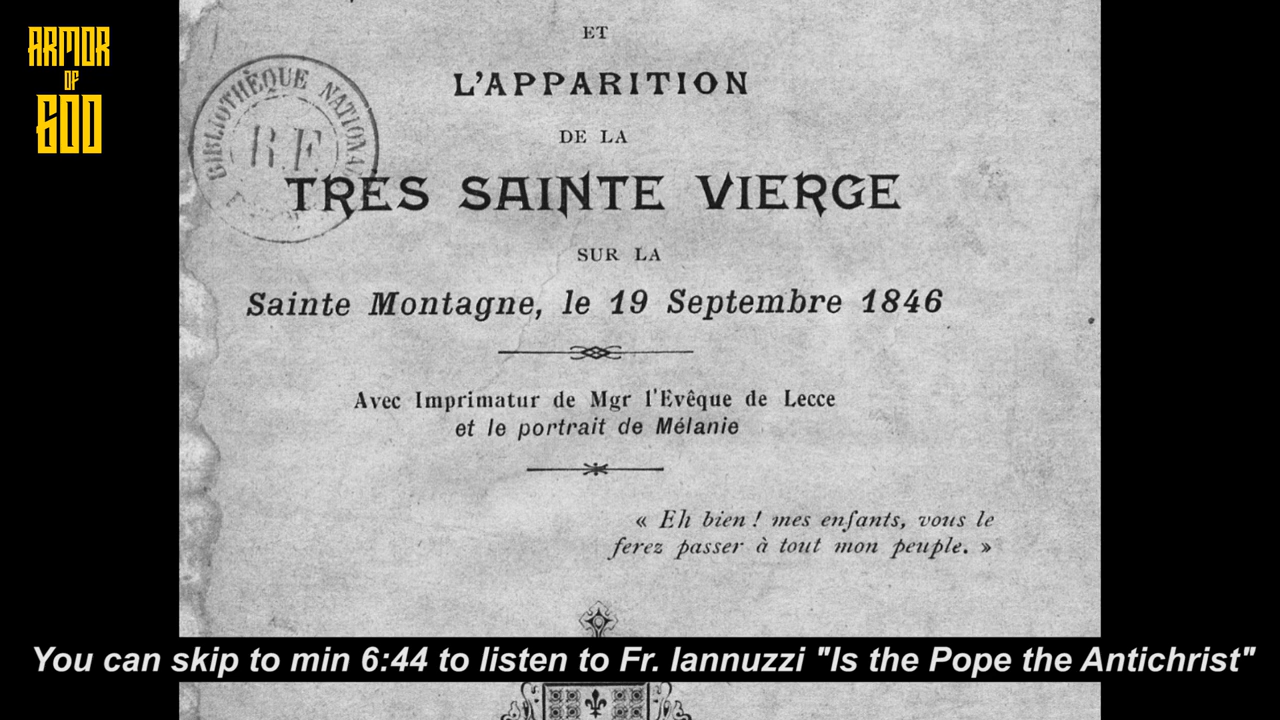 ARMOR
OF
GOD
ET
L'APPARITION
DE LA
BIBLIOTHÈQUE NATIONA
R.F.
TRÈS SAINTE VIERGE
SUR LA
Sainte Montagne, le 19 Septembre 1846
Avec Imprimatur de Mgr l'Evêque de Lecce
et le portrait de Mélanie
« Eh bien ! mes enfants, vous le
ferez passer à tout mon peuple. »
You can skip to min 6:44 to listen to Fr. Iannuzzi "Is the Pope the Antichrist"